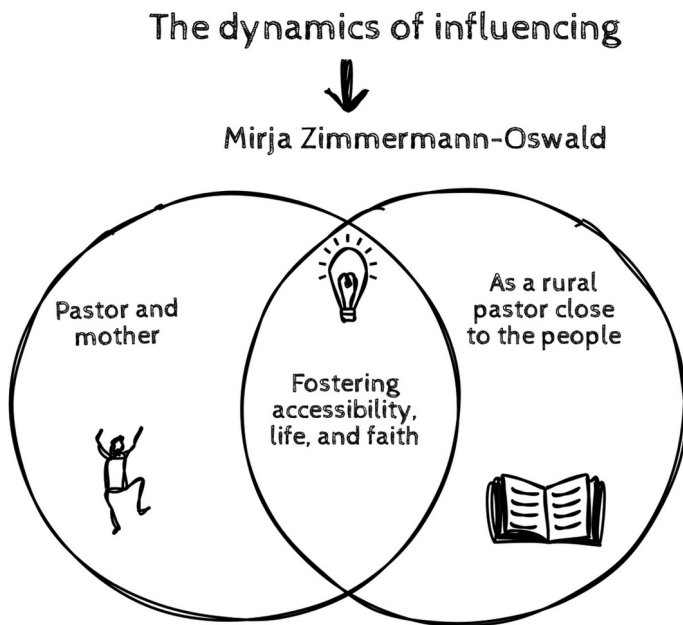 The dynamics of influencing
Mirja Zimmermann-Oswald
Pastor and
mother
Fostering
accessibility,
life, and faith
As a rural
pastor close
to the people